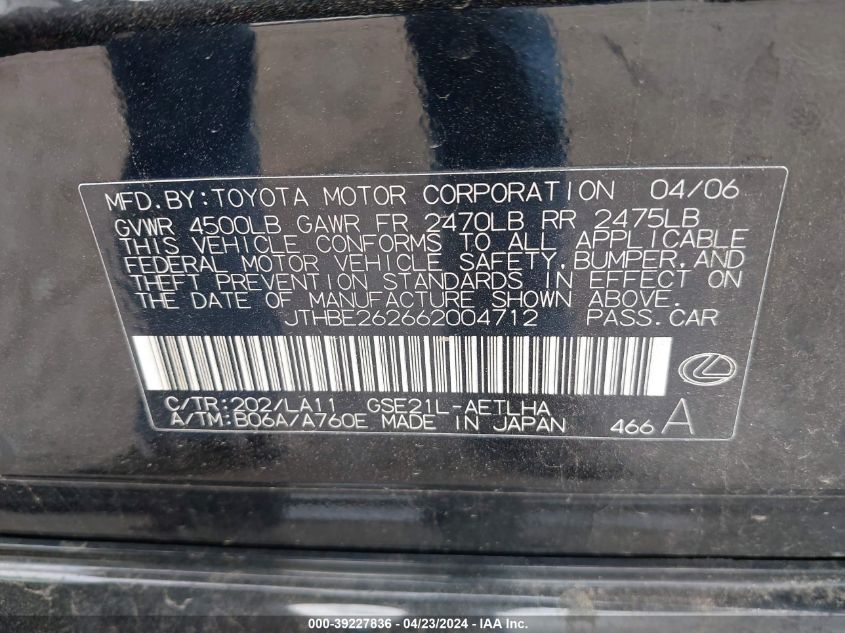 MFD.BY:TOYOTA MOTOR CORPORATION 04/06
GVWR 4500LB GAWR FR 2470LB RR 2475LB
THIS VEHICLE CONFORMS TO ALL APPLICABLE
FEDERAL MOTOR VEHICLE SAFETY,BUMPER,AND
THEFT PREVENTION STANDARDS IN EFFECT ON
THE DATE OF MANUFACTURE SHOWN ABOVE.
JTHBE262662004712 PASS.CAR
C/TR:202/LA11 GSE21L-AETLHA
A/TM:B06A/A760E MADE IN JAPAN 466 A
000-39227836 - 04/23/2024 - IAA Inc.